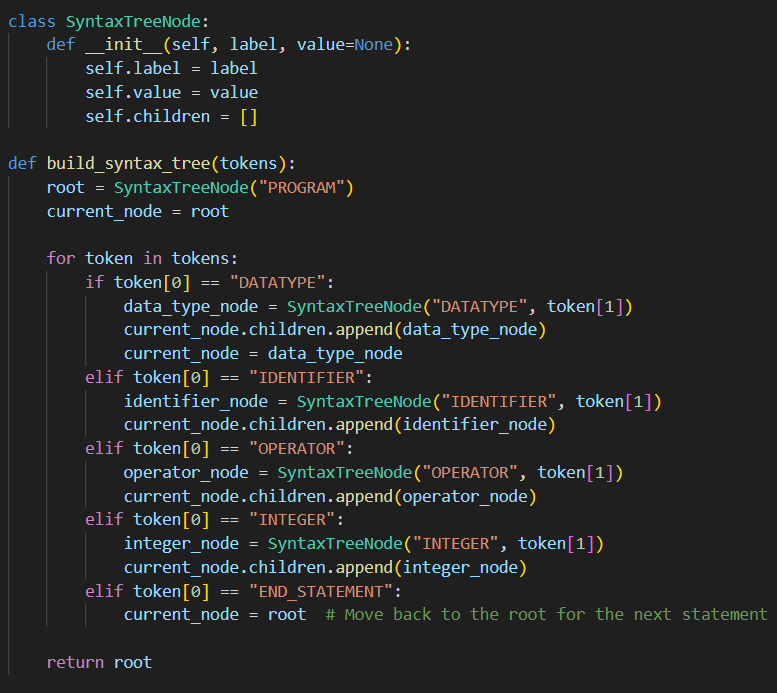 class SyntaxTreeNode:
    def __init__(self, label, value=None):
        self.label = label
        self.value = value
        self.children = []

def build_syntax_tree(tokens):
    root = SyntaxTreeNode("PROGRAM")
    current_node = root

    for token in tokens:
        if token[0] == "DATATYPE":
            data_type_node = SyntaxTreeNode("DATATYPE", token[1])
            current_node.children.append(data_type_node)
            current_node = data_type_node
        elif token[0] == "IDENTIFIER":
            identifier_node = SyntaxTreeNode("IDENTIFIER", token[1])
            current_node.children.append(identifier_node)
        elif token[0] == "OPERATOR":
            operator_node = SyntaxTreeNode("OPERATOR", token[1])
            current_node.children.append(operator_node)
        elif token[0] == "INTEGER":
            integer_node = SyntaxTreeNode("INTEGER", token[1])
            current_node.children.append(integer_node)
        elif token[0] == "END_STATEMENT":
            current_node = root  # Move back to the root for the next statement

    return root